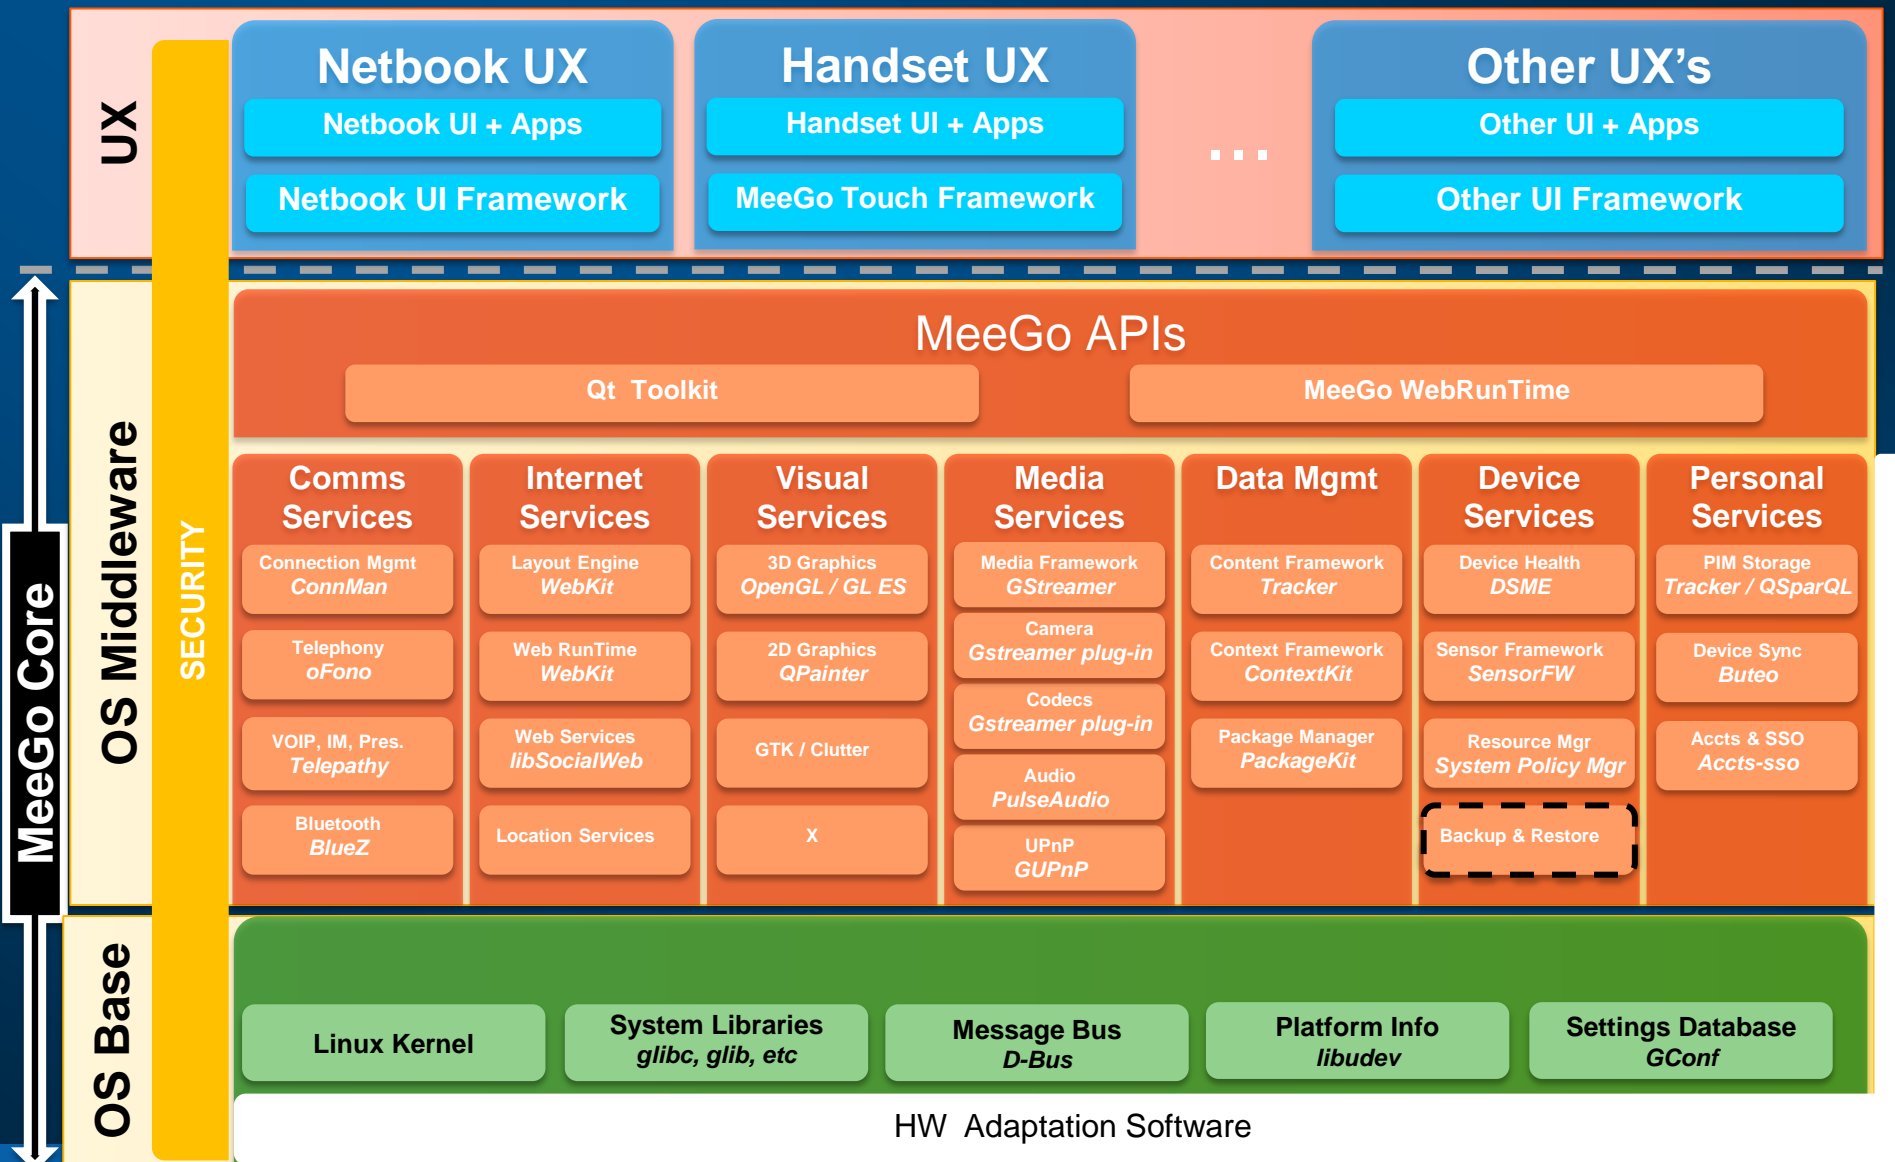 UX
Netbook UX
Netbook UI + Apps
Netbook UI Framework
Handset UX
Handset UI + Apps
MeeGo Touch Framework
...
Other UX's
Other UI + Apps
Other UI Framework
MeeGo Core
OS Middleware
SECURITY
MeeGo APIs
Qt Toolkit
MeeGo WebRunTime
Comms
Services
Connection Mgmt
ConnMan
Telephony
oFono
VOIP, IM, Pres.
Telepathy
Bluetooth
BlueZ
Internet
Services
Layout Engine
WebKit
Web RunTime
WebKit
Web Services
libSocialWeb
Location Services
Visual
Services
3D Graphics
OpenGL / GL ES
2D Graphics
QPainter
GTK / Clutter
X
Media
Services
Media Framework
GStreamer
Camera
Gstreamer plug-in
Codecs
Gstreamer plug-in
Audio
PulseAudio
UPnP
GUPnP
Data Mgmt
Content Framework
Tracker
Context Framework
ContextKit
Package Manager
PackageKit
Device
Services
Device Health
DSME
Sensor Framework
SensorFW
Resource Mgr
System Policy Mgr
Backup & Restore
Personal
Services
PIM Storage
Tracker / QSparQL
Device Sync
Buteo
Accts & SSO
Accts-sso
OS Base
Linux Kernel
System Libraries
glibc, glib, etc
Message Bus
D-Bus
Platform Info
libudev
Settings Database
GConf
HW Adaptation Software